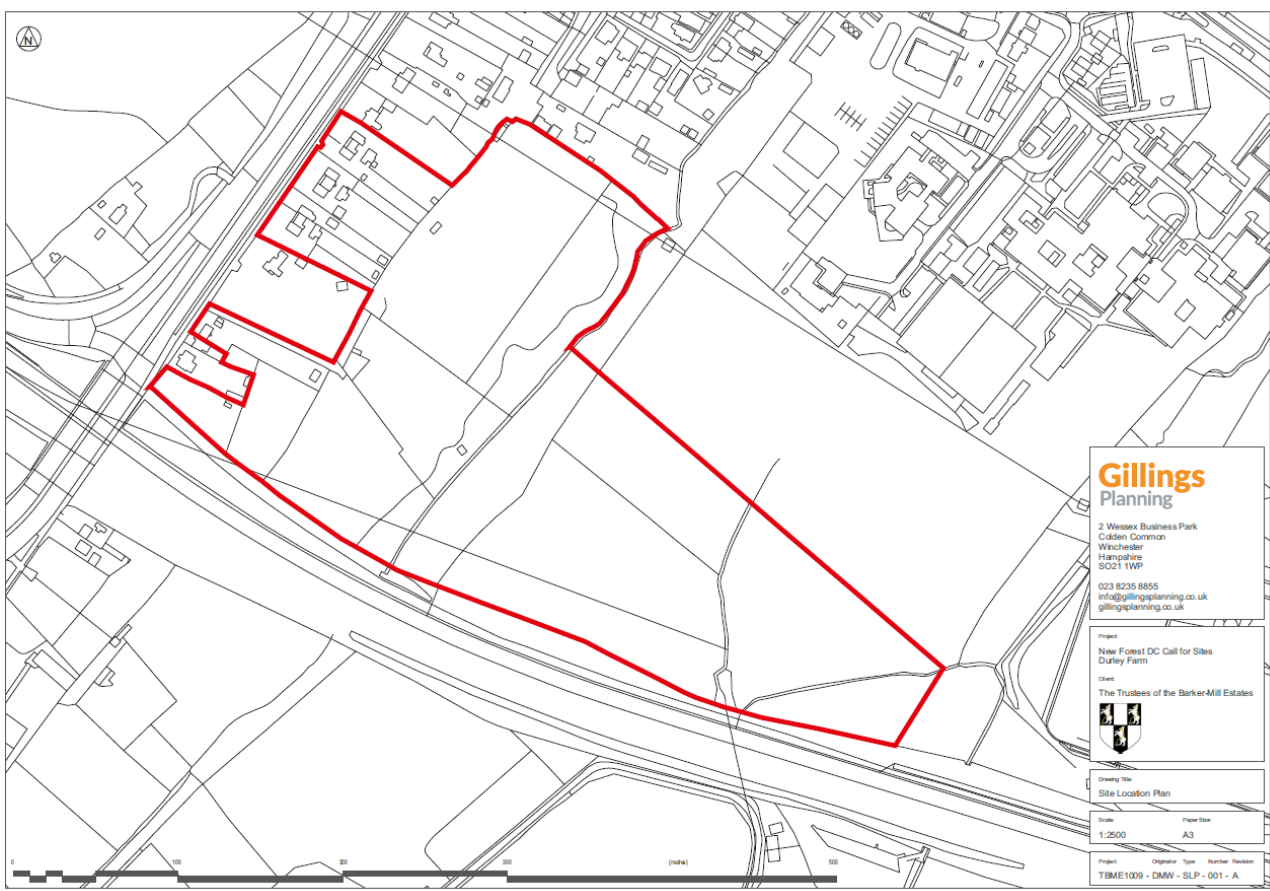 N
Gillings
Planning
2 Wessex Business Park
Colden Common
Winchester
Hampshire
SO21 1WP
023 8235 8855
info@gillingsplanning.co.uk
gillingsplanning.co.uk
Project:
New Forest DC Call for Sites
Durley Farm
Client:
The Trustees of the Barker-Mill Estates
Drawing Title:
Site Location Plan
Scale: Paper Size:
1:2500 A3
Project Originator Type Number Revision
TBME1009 - DMW - SLP - 001 - A
0 100 200 300 (metres) 500